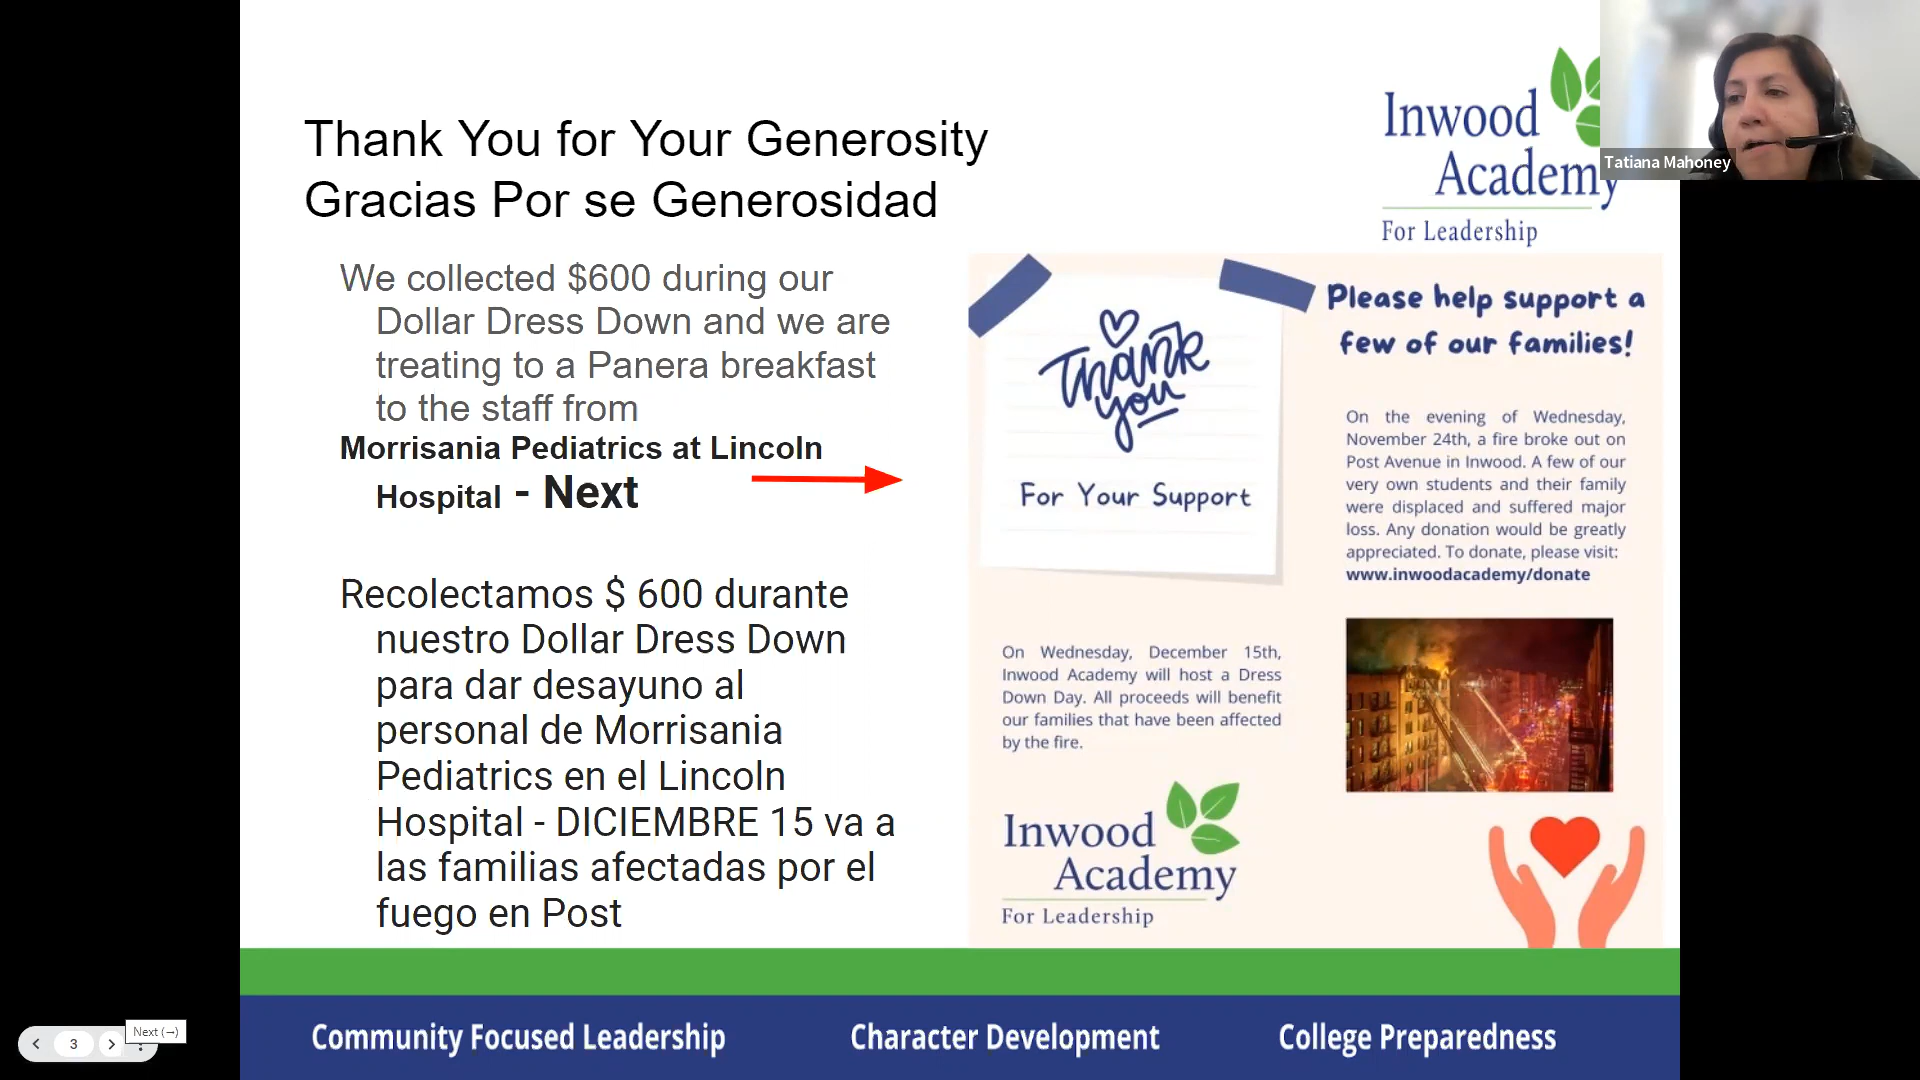 Thank You for Your Generosity
Gracias Por se Generosidad
We collected $600 during our
Dollar Dress Down and we are
treating to a Panera breakfast
to the staff from
Morrisania Pediatrics at Lincoln
Hospital - Next
Recolectamos $ 600 durante
nuestro Dollar Dress Down
para dar desayuno al
personal de Morrisania
Pediatrics en el Lincoln
Hospital - DICIEMBRE 15 va a
las familias afectadas por el
fuego en Post
Inwood
Academy
For Leadership
Tatiana Mahoney
Thank
you
For Your Support
Please help support a
few of our families!
On the evening of Wednesday,
November 24th, a fire broke out on
Post Avenue in Inwood. A few of our
very own students and their family
were displaced and suffered major
loss. Any donation would be greatly
appreciated. To donate, please visit:
www.inwoodacademy/donate
On Wednesday, December 15th,
Inwood Academy will host a Dress
Down Day. All proceeds will benefit
our families that have been affected
by the fire.
Inwood
Academy
For Leadership
Community Focused Leadership
Character Development
College Preparedness
Next (→)
3